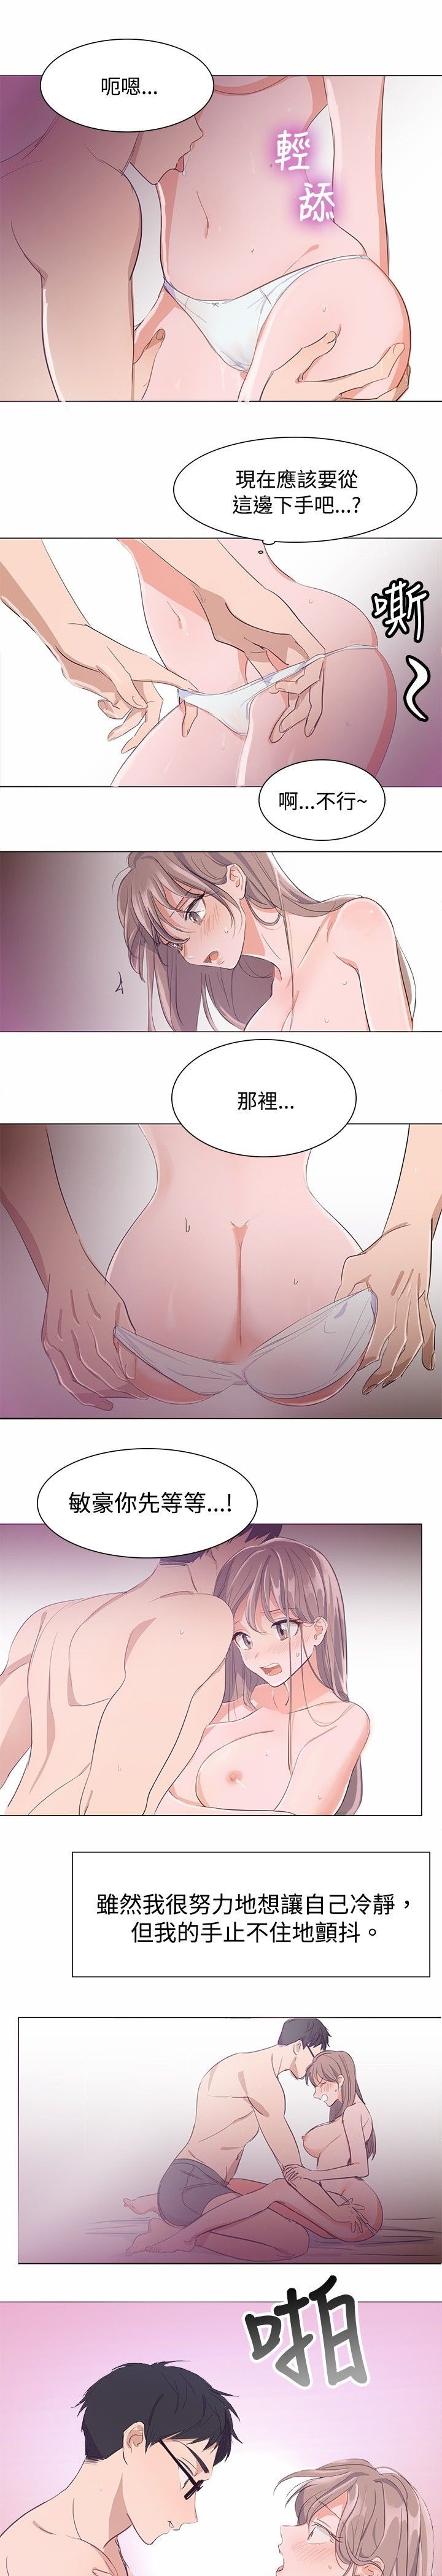 呃嗯...
輕
舔
現在應該要從
這邊下手吧...?
嘶~
啊...不行~
那裡...
敏豪你先等等...!
雖然我很努力地想讓自己冷靜，
但我的手止不住地顫抖。
啪